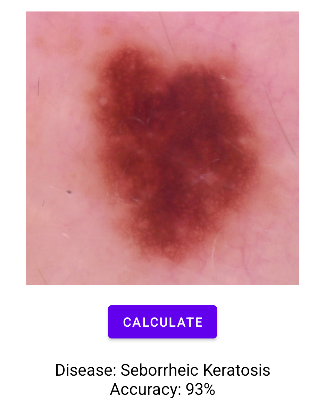 CALCULATE
Disease: Seborrheic Keratosis
Accuracy: 93%